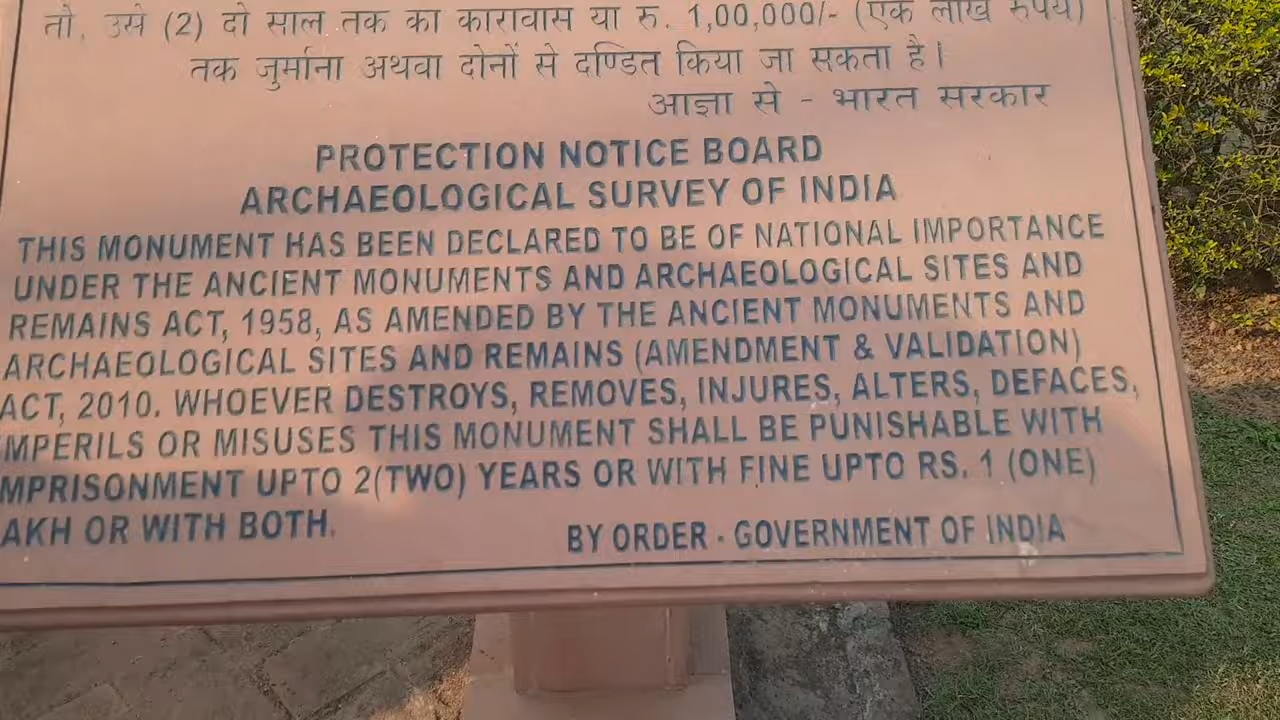 तो, उसे (2) दो साल तक का कारावास या रु. 1,00,000/- (एक लाख रुपये)
तक जुर्माना अथवा दोनों से दण्डित किया जा सकता है।
आज्ञा से - भारत सरकार
PROTECTION NOTICE BOARD
ARCHAEOLOGICAL SURVEY OF INDIA
THIS MONUMENT HAS BEEN DECLARED TO BE OF NATIONAL IMPORTANCE
UNDER THE ANCIENT MONUMENTS AND ARCHAEOLOGICAL SITES AND
REMAINS ACT, 1958, AS AMENDED BY THE ANCIENT MONUMENTS AND
ARCHAEOLOGICAL SITES AND REMAINS (AMENDMENT & VALIDATION)
ACT, 2010. WHOEVER DESTROYS, REMOVES, INJURES, ALTERS, DEFACES,
MPERILS OR MISUSES THIS MONUMENT SHALL BE PUNISHABLE WITH
MPRISONMENT UPTO 2(TWO) YEARS OR WITH FINE UPTO RS. 1 (ONE)
AKH OR WITH BOTH.
BY ORDER - GOVERNMENT OF INDIA